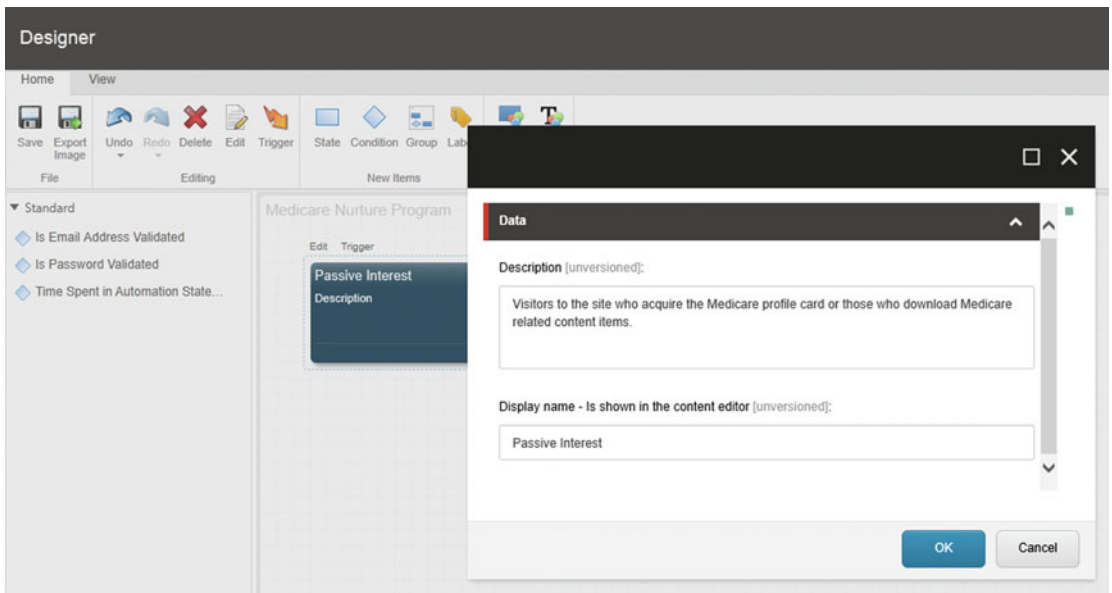 Designer
Home View
Save Export Image Undo Redo Delete Edit Trigger State Condition Group
File Editing New Items
Standard
Is Email Address Validated
Is Password Validated
Time Spent in Automation State...
Medicare Nurture Program
Edit Trigger
Passive Interest
Description
Data
Description [unversioned]:
Visitors to the site who acquire the Medicare profile card or those who download Medicare
related content items.
Display name - Is shown in the content editor [unversioned]:
Passive Interest
OK Cancel